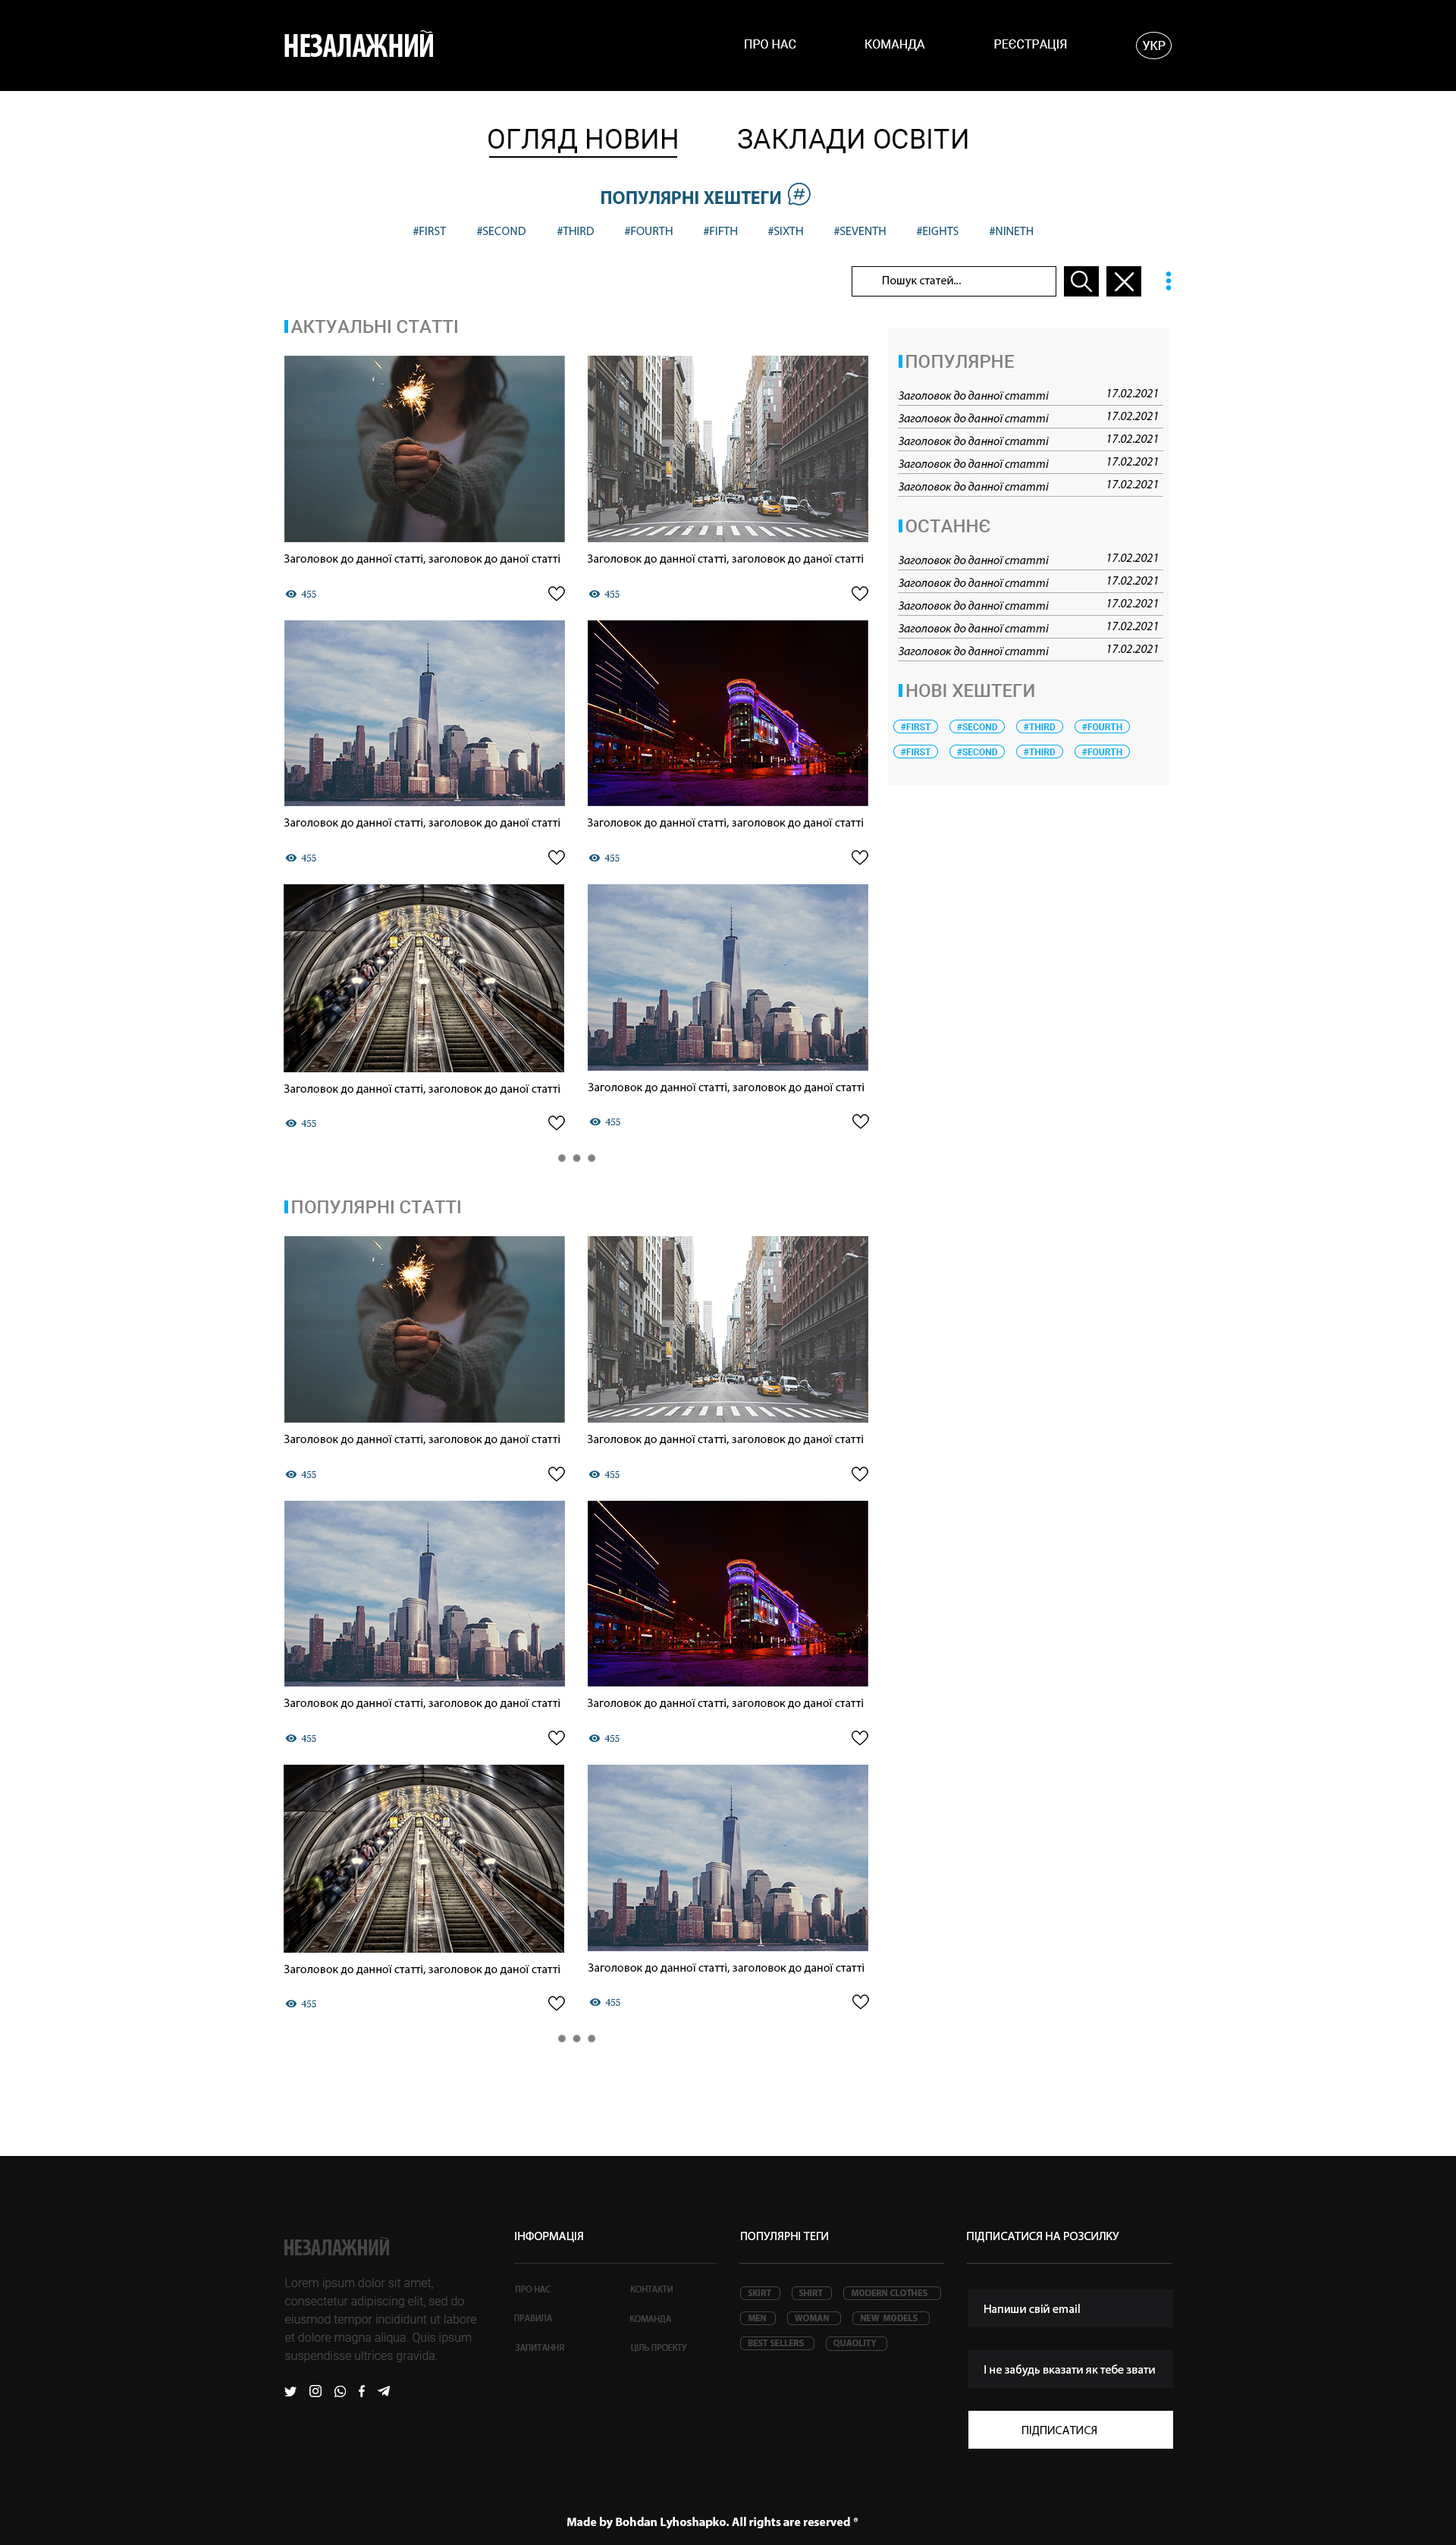 НЕЗАЛАЖНИЙ ПРО НАС КОМАНДА РЕЄСТРАЦІЯ УКР
ОГЛЯД НОВИН ЗАКЛАДИ ОСВІТИ
ПОПУЛЯРНІ ХЕШТЕГИ #
#FIRST #SECOND #THIRD #FOURTH #FIFTH #SIXTH #SEVENTH #EIGHTS #NINETH
Пошук статей...
АКТУАЛЬНІ СТАТТІ
Заголовок до данної статті, заголовок до даної статті
455
Заголовок до данної статті, заголовок до даної статті
455
Заголовок до данної статті, заголовок до даної статті
455
Заголовок до данної статті, заголовок до даної статті
455
Заголовок до данної статті, заголовок до даної статті
455
Заголовок до данної статті, заголовок до даної статті
455
ПОПУЛЯРНЕ
Заголовок до данної статті 17.02.2021
Заголовок до данної статті 17.02.2021
Заголовок до данної статті 17.02.2021
Заголовок до данної статті 17.02.2021
Заголовок до данної статті 17.02.2021
ОСТАННЄ
Заголовок до данної статті 17.02.2021
Заголовок до данної статті 17.02.2021
Заголовок до данної статті 17.02.2021
Заголовок до данної статті 17.02.2021
Заголовок до данної статті 17.02.2021
НОВІ ХЕШТЕГИ
#FIRST #SECOND #THIRD #FOURTH
#FIRST #SECOND #THIRD #FOURTH
ПОПУЛЯРНІ СТАТТІ
Заголовок до данної статті, заголовок до даної статті
455
Заголовок до данної статті, заголовок до даної статті
455
Заголовок до данної статті, заголовок до даної статті
455
Заголовок до данної статті, заголовок до даної статті
455
Заголовок до данної статті, заголовок до даної статті
455
Заголовок до данної статті, заголовок до даної статті
455
НЕЗАЛАЖНИЙ
Lorem ipsum dolor sit amet,
consectetur adipiscing elit, sed do
eiusmod tempor incididunt ut labore
et dolore magna aliqua. Quis ipsum
suspendisse ultrices gravida.
ІНФОРМАЦІЯ
ПРО НАС КОНТАКТИ
ПРАВИЛА КОМАНДА
ЗАПИТАННЯ ЦІЛЬ ПРОЕКТУ
ПОПУЛЯРНІ ТЕГИ
SKIRT SHIRT MODERN CLOTHES
MEN WOMAN NEW MODELS
BEST SELLERS QUAOLITY
ПІДПИСАТИСЯ НА РОЗСИЛКУ
Напиши свій email
І не забудь вказати як тебе звати
ПІДПИСАТИСЯ
Made by Bohdan Lyhoshapko. All rights are reserved ®